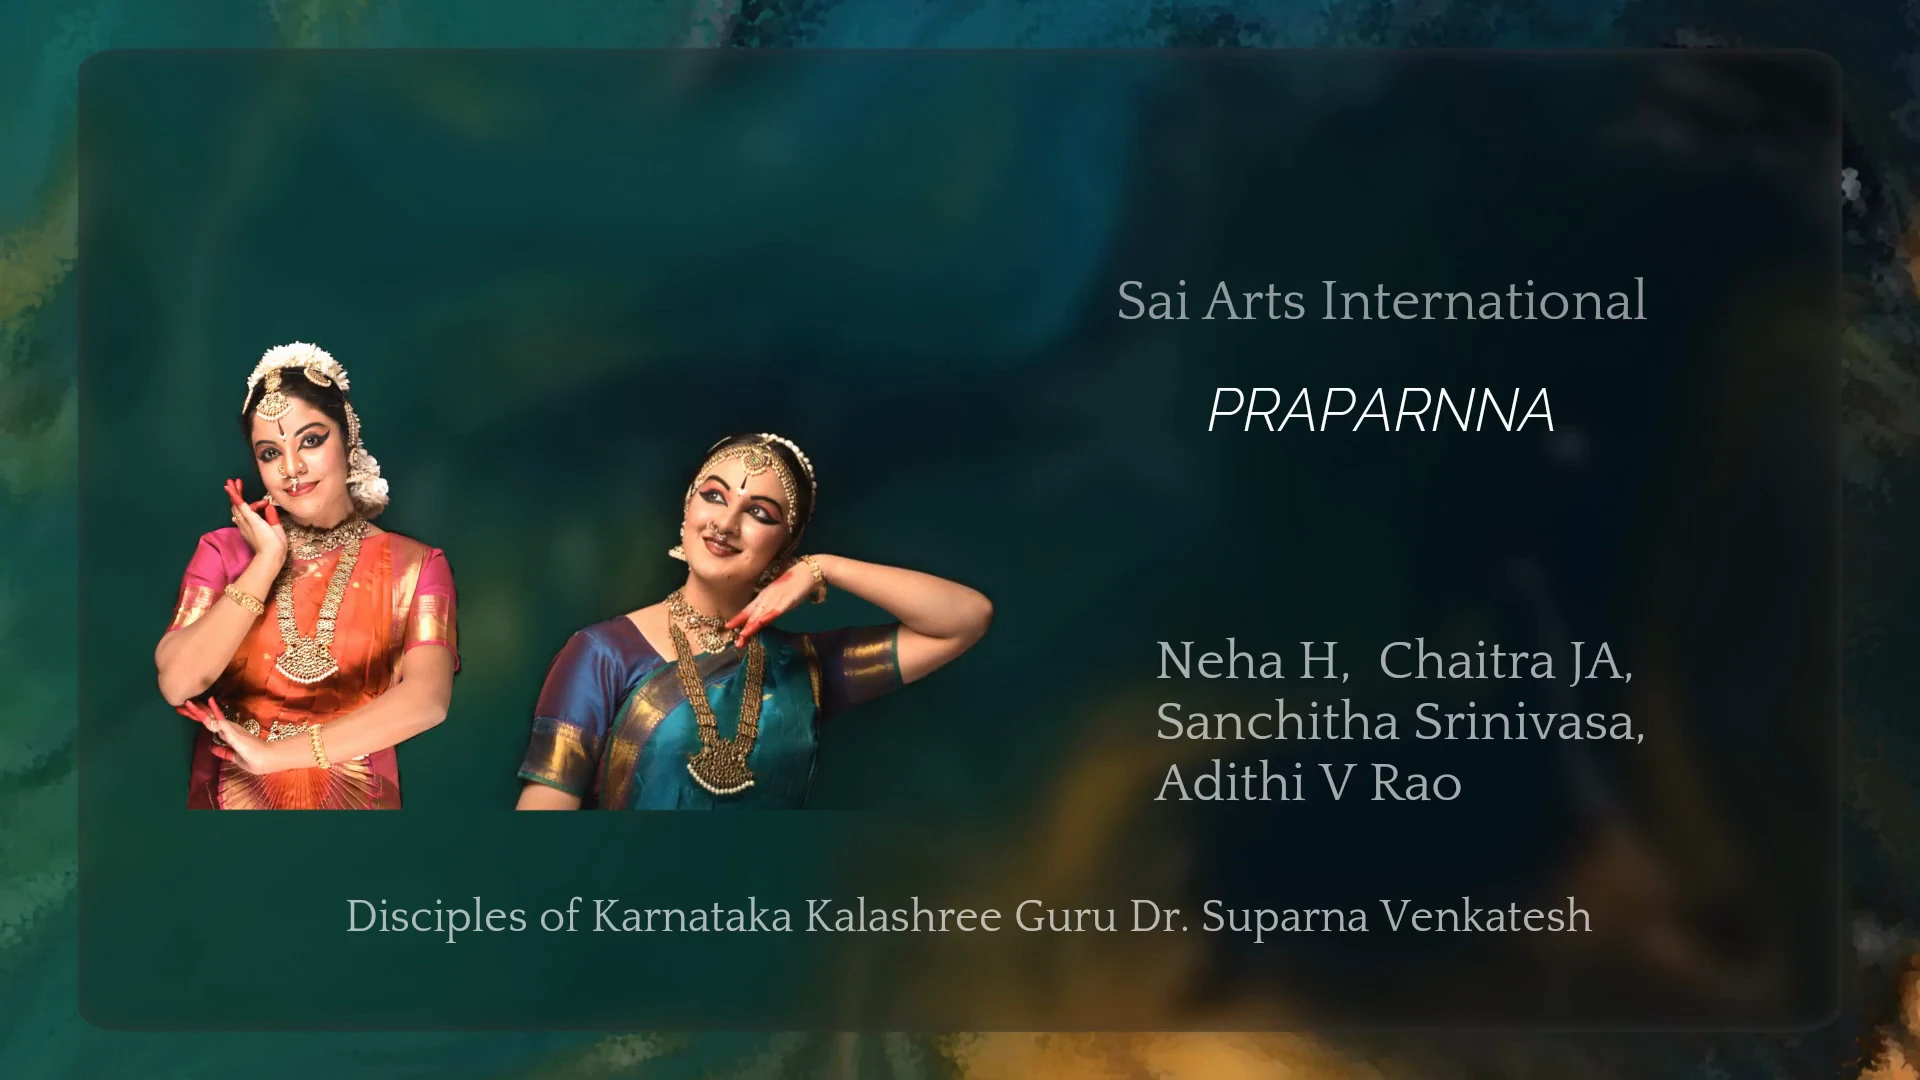 Sai Arts International
PRAPARNNA
Neha H,  Chaitra JA,
Sanchitha Srinivasa,
Adithi V Rao
Disciples of Karnataka Kalashree Guru Dr. Suparna Venkatesh